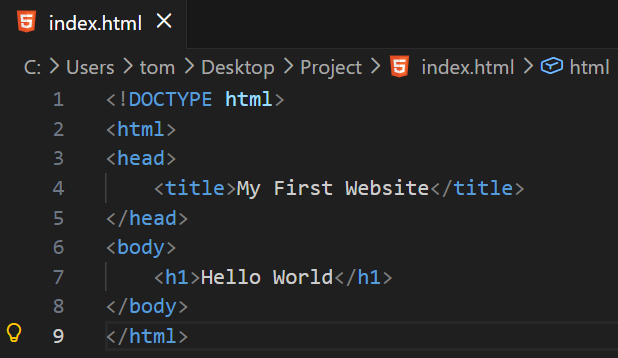 index.html
C: > Users > tom > Desktop > Project > index.html > html
1 <!DOCTYPE html>
2 <html>
3 <head>
4     <title>My First Website</title>
5 </head>
6 <body>
7     <h1>Hello World</h1>
8 </body>
9 </html>